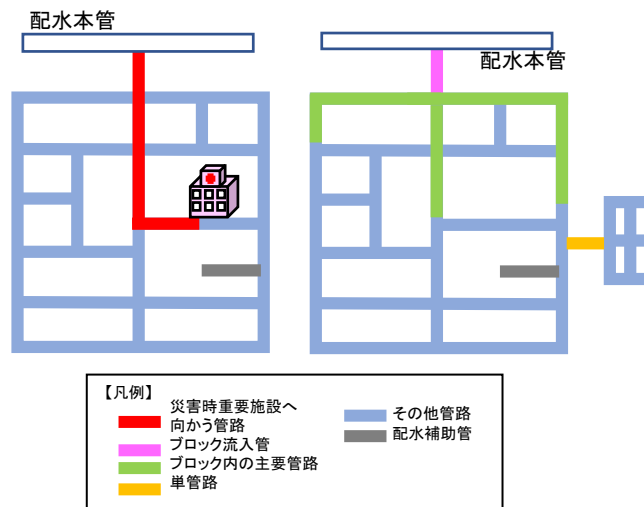 配水本管
配水本管
【凡例】
災害時重要施設へ
向かう管路
ブロック流入管
ブロック内の主要管路
単管路
その他管路
配水補助管